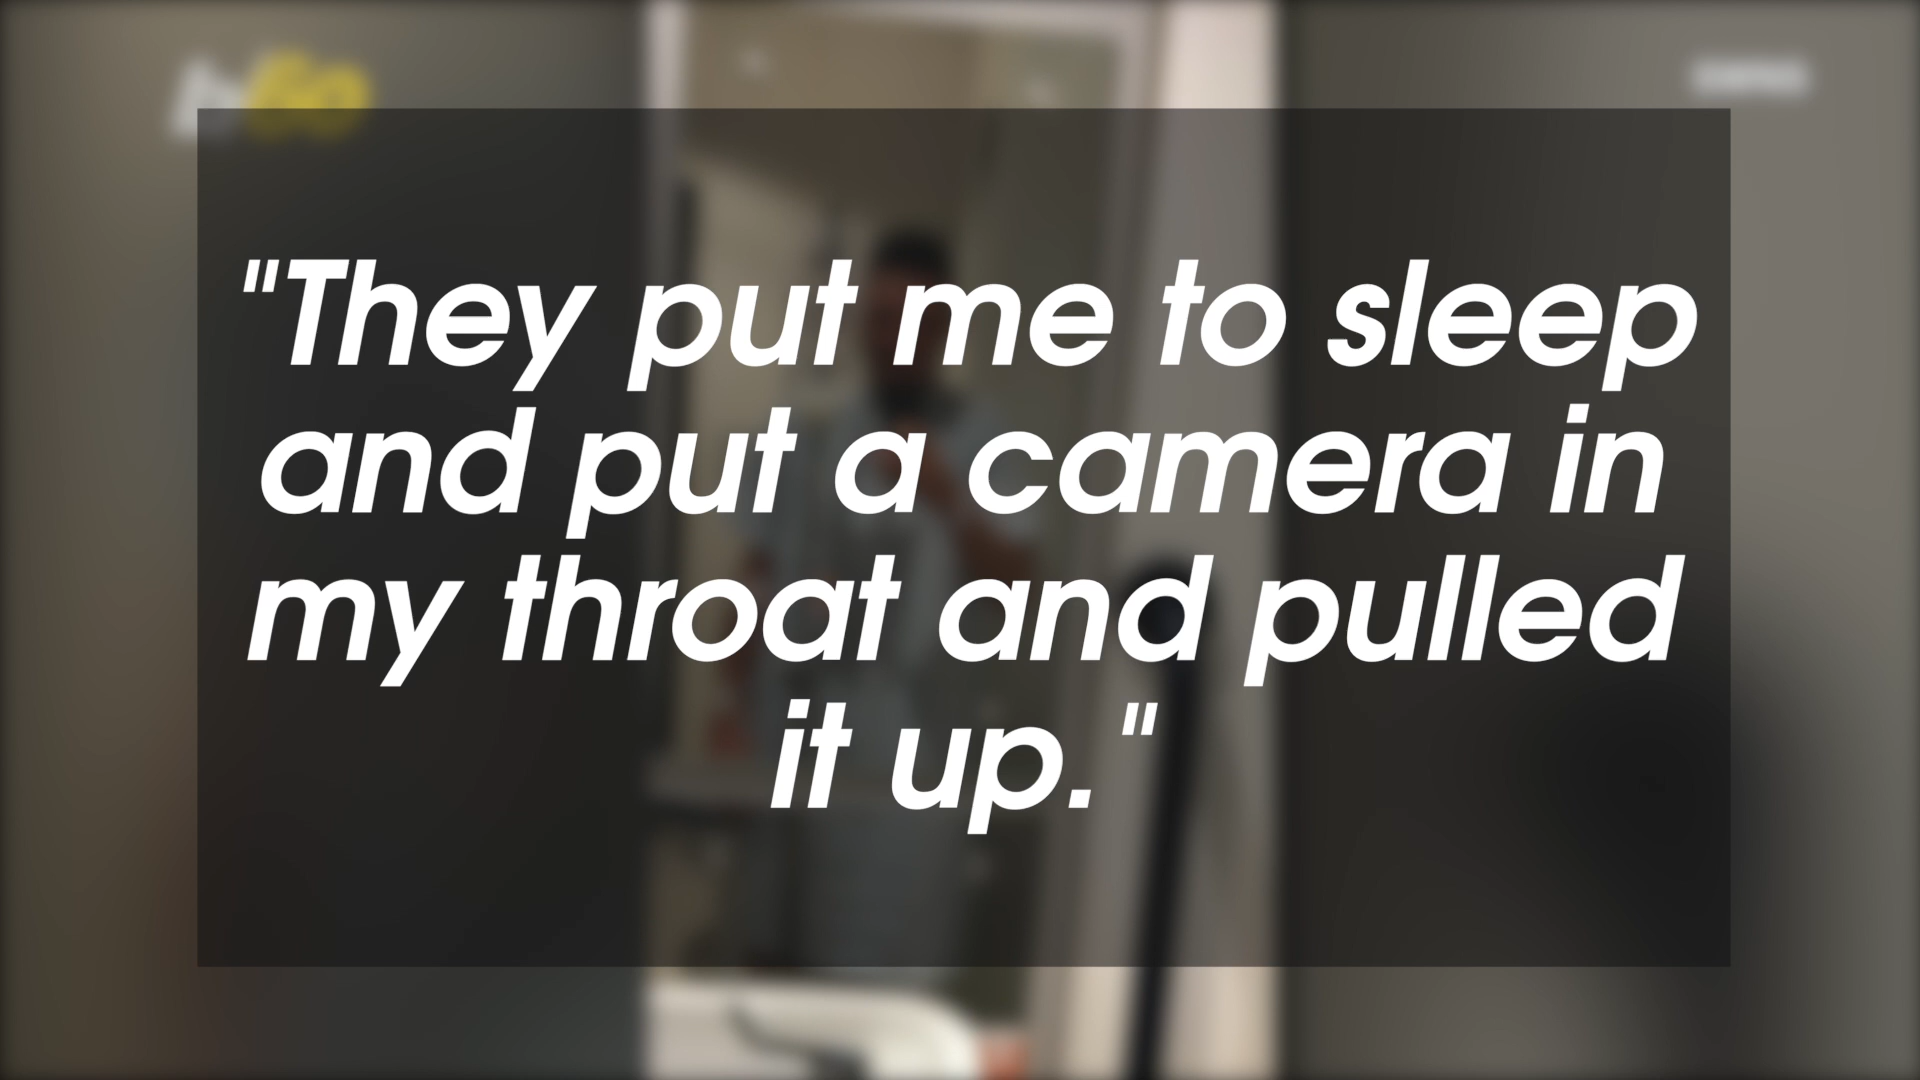 "They put me to sleep
and put a camera in
my throat and pulled
it up."